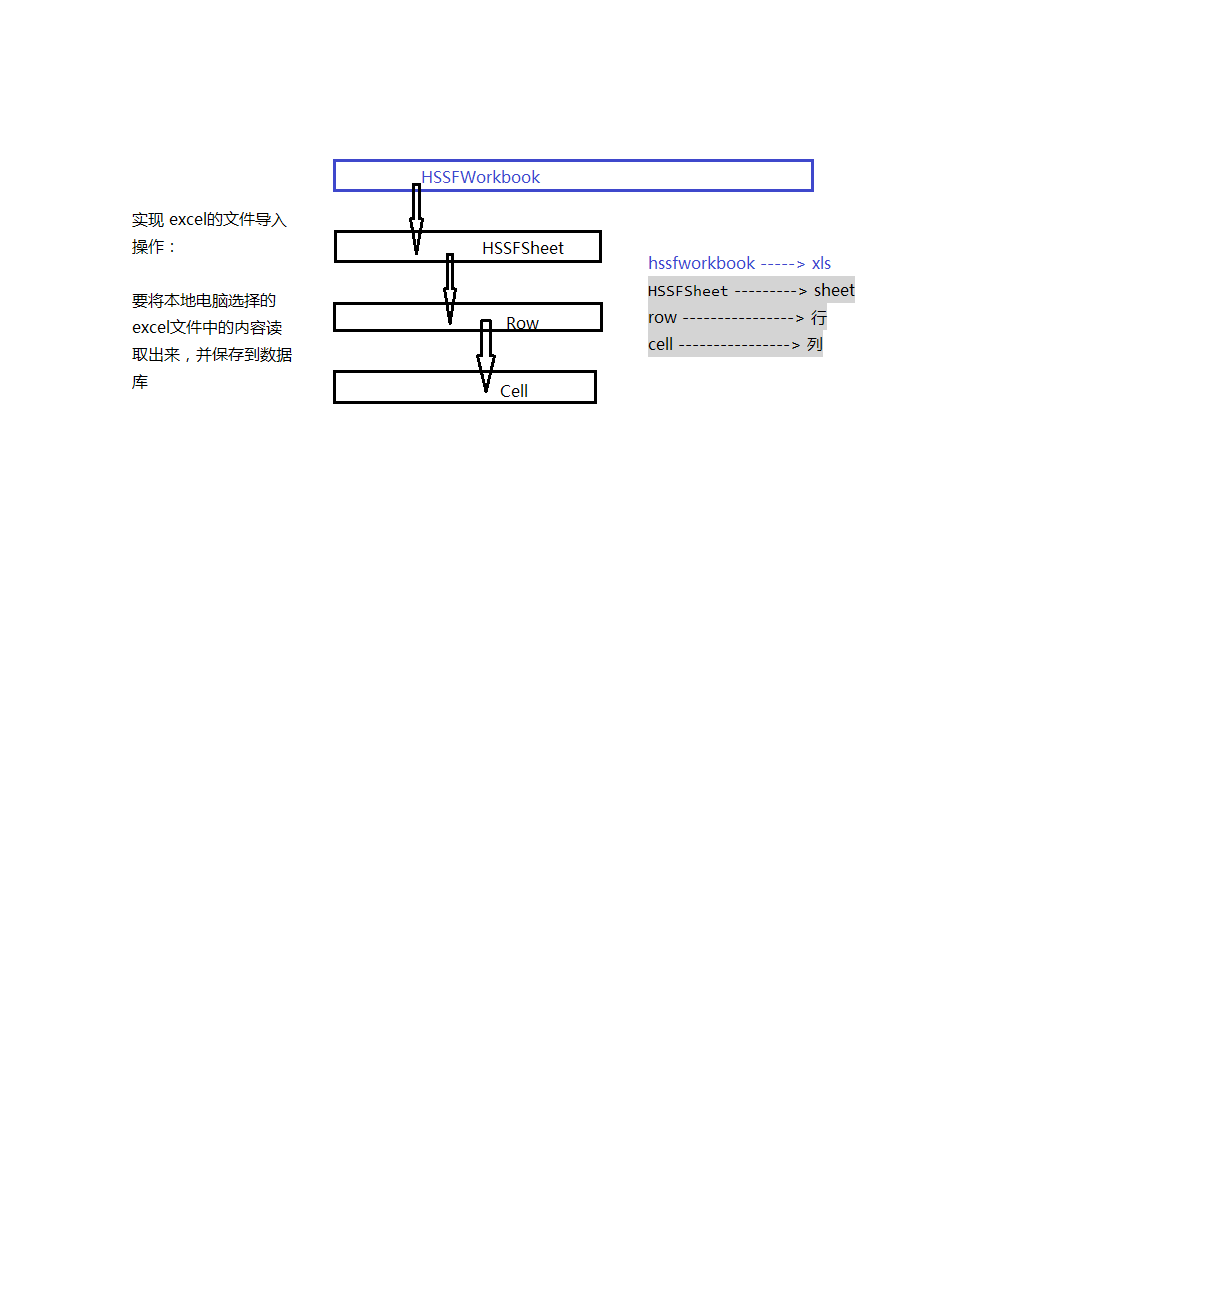 HSSFWorkbook
实现 excel的文件导入
操作：
要将本地电脑选择的
excel文件中的内容读
取出来，并保存到数据
库
HSSFSheet
Row
Cell
hssfworkbook -----> xls
HSSFSheet ---------> sheet
row ----------------> 行
cell ----------------> 列